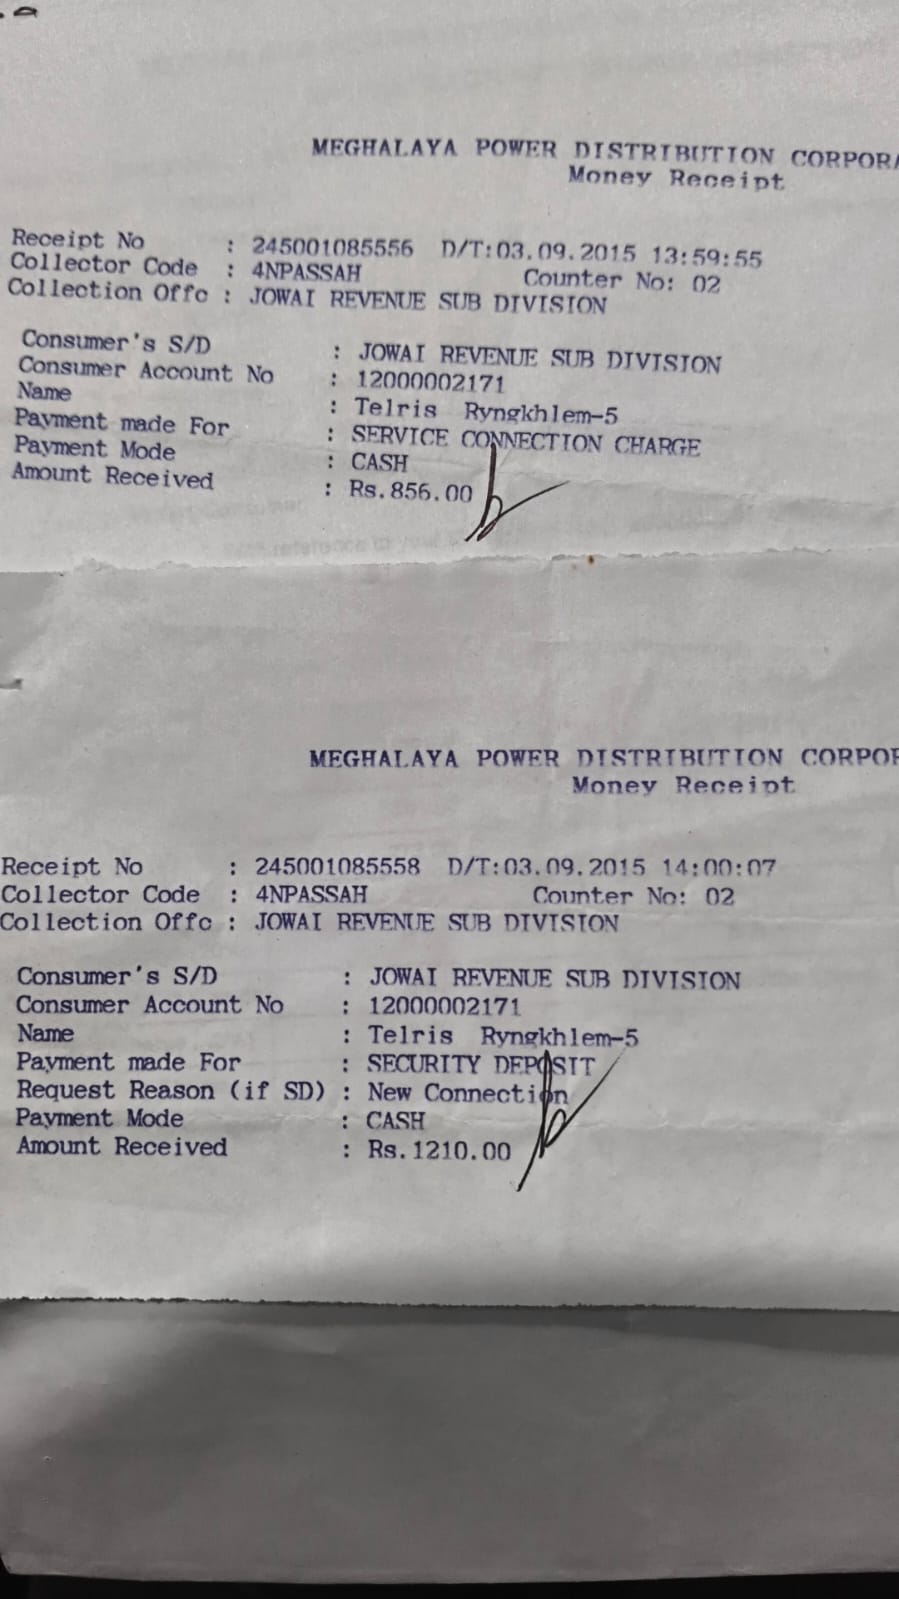 MEGHALAYA POWER DISTRIBUTION CORPORA
Money Receipt
Receipt No : 245001085556 D/T:03.09.2015 13:59:55
Collector Code : 4NPASSAH Counter No: 02
Collection Offc : JOWAI REVENUE SUB DIVISION
Consumer's S/D : JOWAI REVENUE SUB DIVISION
Consumer Account No : 12000002171
Name : Telris Ryngkhlem-5
Payment made For : SERVICE CONNECTION CHARGE
Payment Mode : CASH
Amount Received : Rs.856.00
MEGHALAYA POWER DISTRIBUTION CORPOR
Money Receipt
Receipt No : 245001085558 D/T:03.09.2015 14:00:07
Collector Code : 4NPASSAH Counter No: 02
Collection Offc : JOWAI REVENUE SUB DIVISION
Consumer's S/D : JOWAI REVENUE SUB DIVISION
Consumer Account No : 12000002171
Name : Telris Ryngkhlem-5
Payment made For : SECURITY DEPOSIT
Request Reason (if SD) : New Connection
Payment Mode : CASH
Amount Received : Rs.1210.00